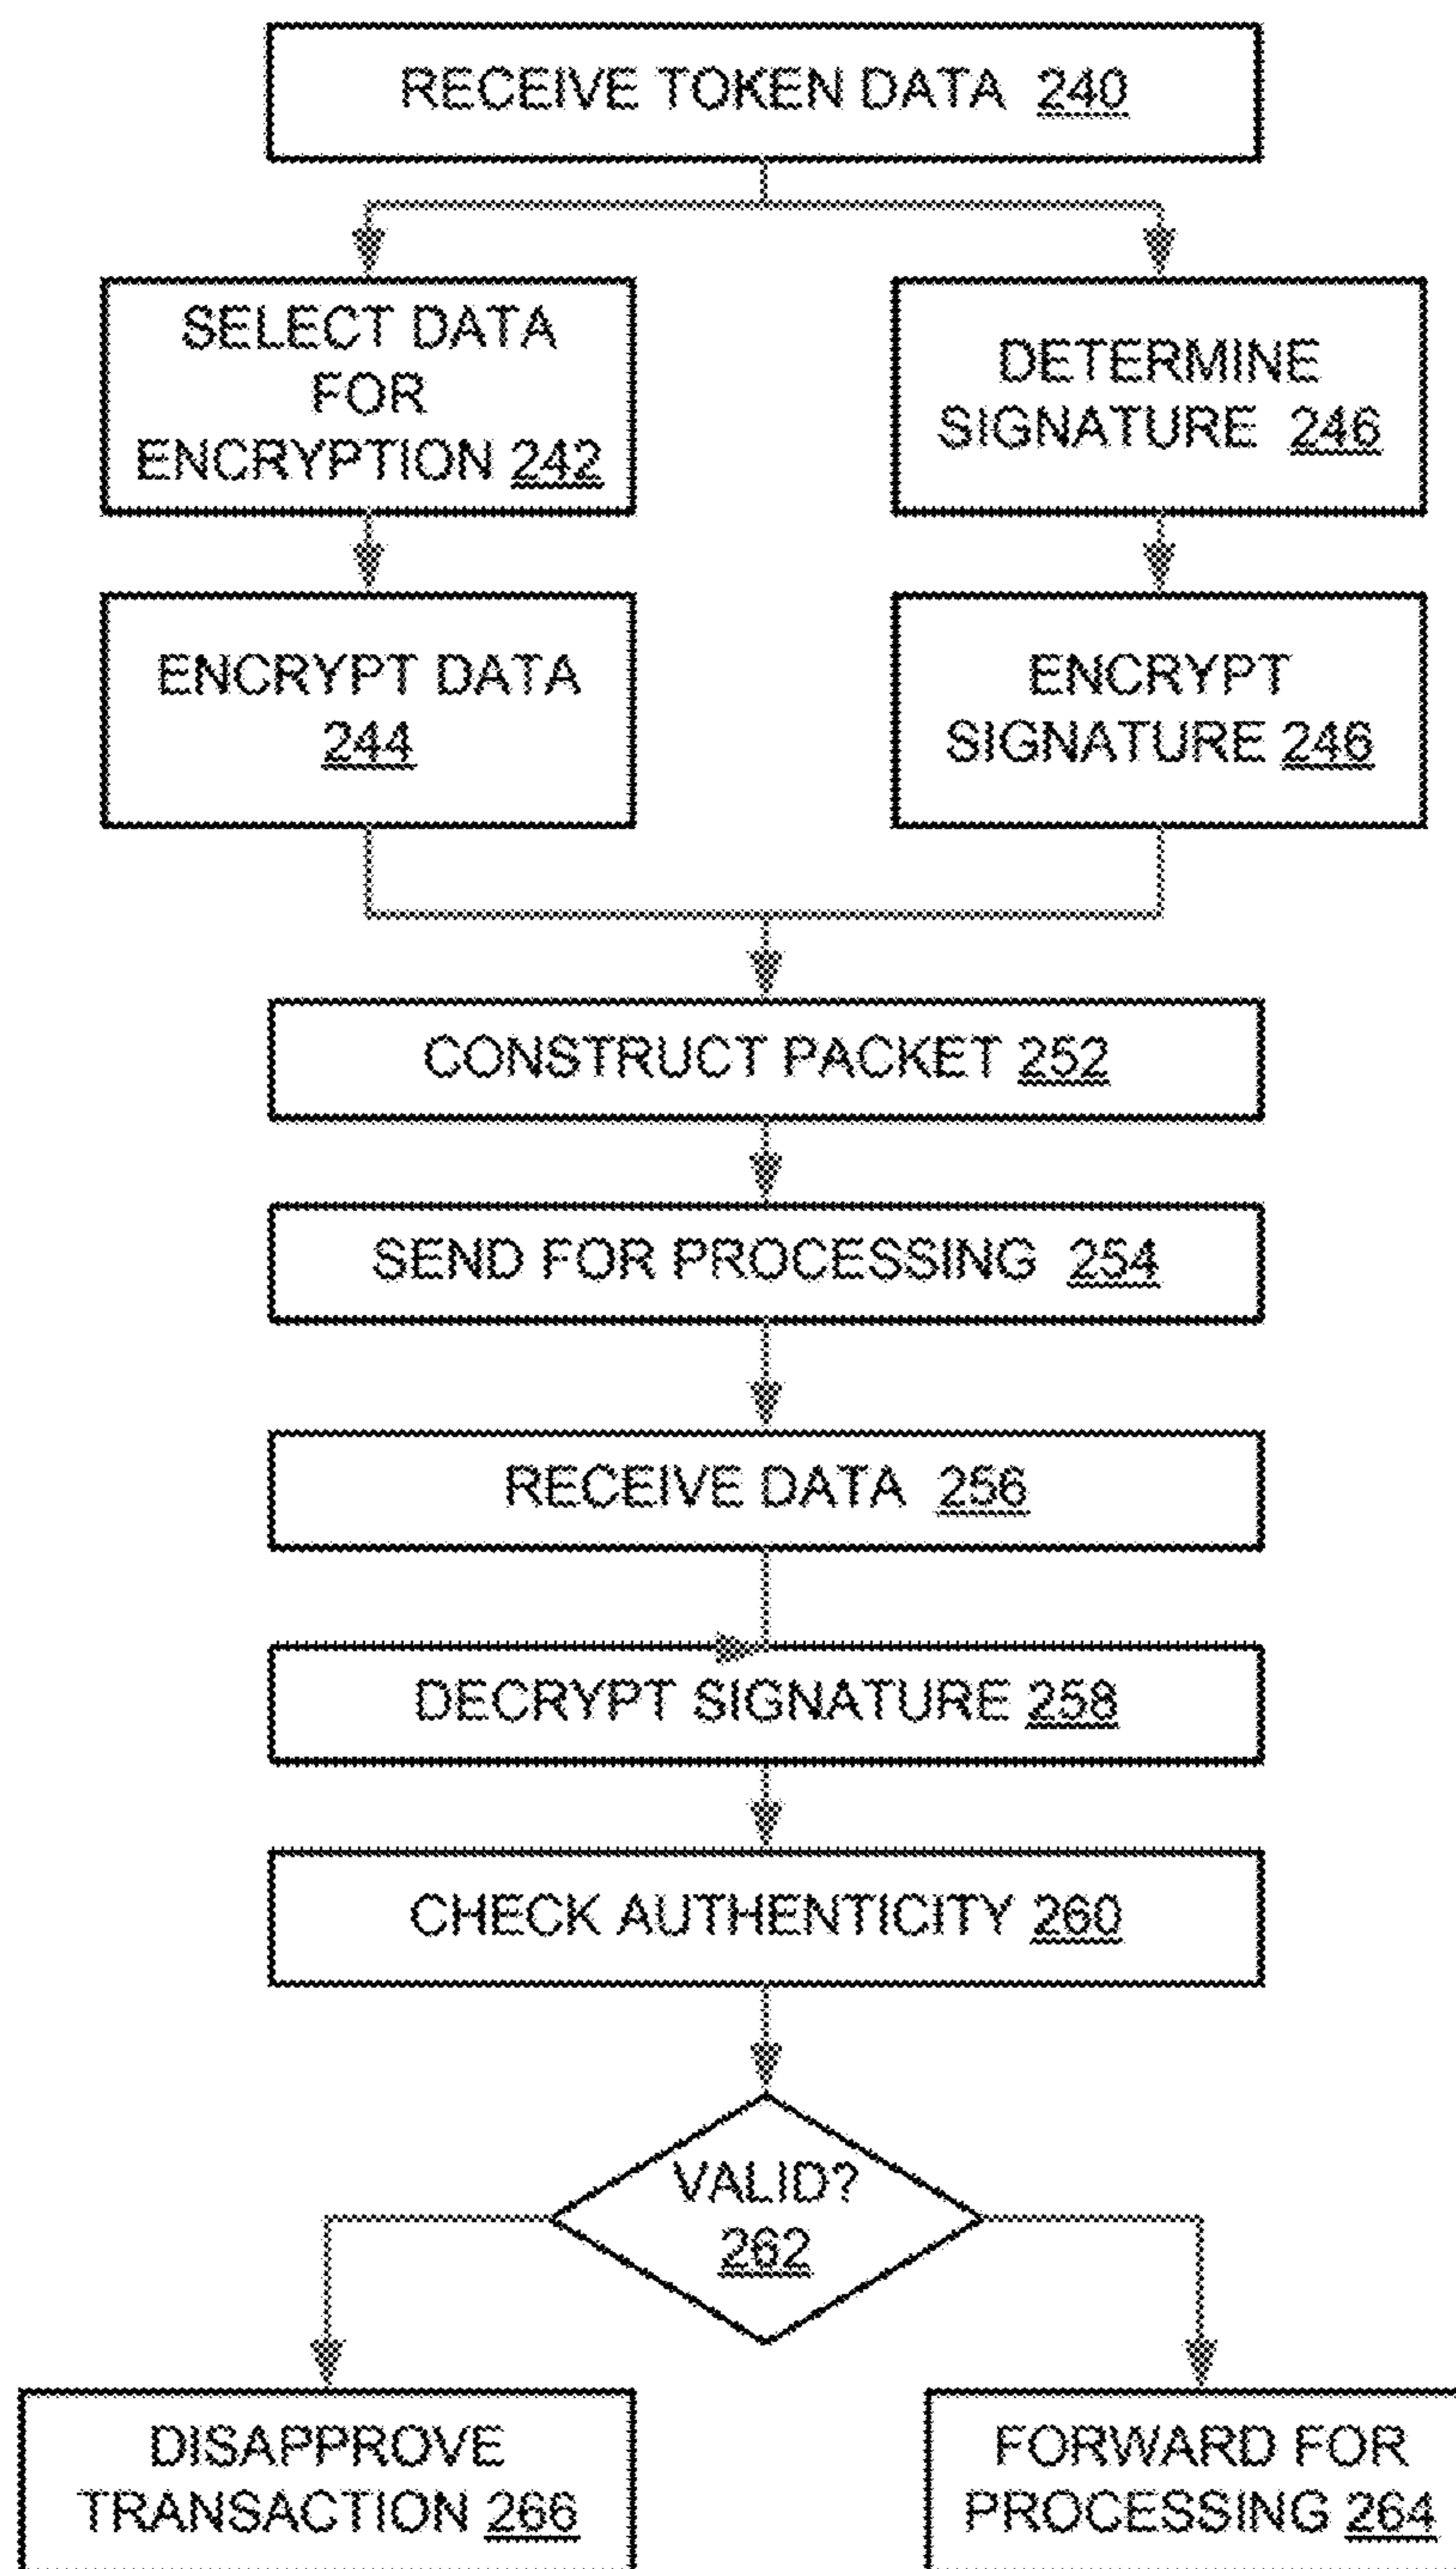 RECEIVE TOKEN DATA 240
SELECT DATA
FOR
ENCRYPTION 242
DETERMINE
SIGNATURE 246
ENCRYPT DATA
244
ENCRYPT
SIGNATURE 246
CONSTRUCT PACKET 252
SEND FOR PROCESSING 254
RECEIVE DATA 256
DECRYPT SIGNATURE 258
CHECK AUTHENTICITY 260
VALID?
262
DISAPPROVE
TRANSACTION 266
FORWARD FOR
PROCESSING 264